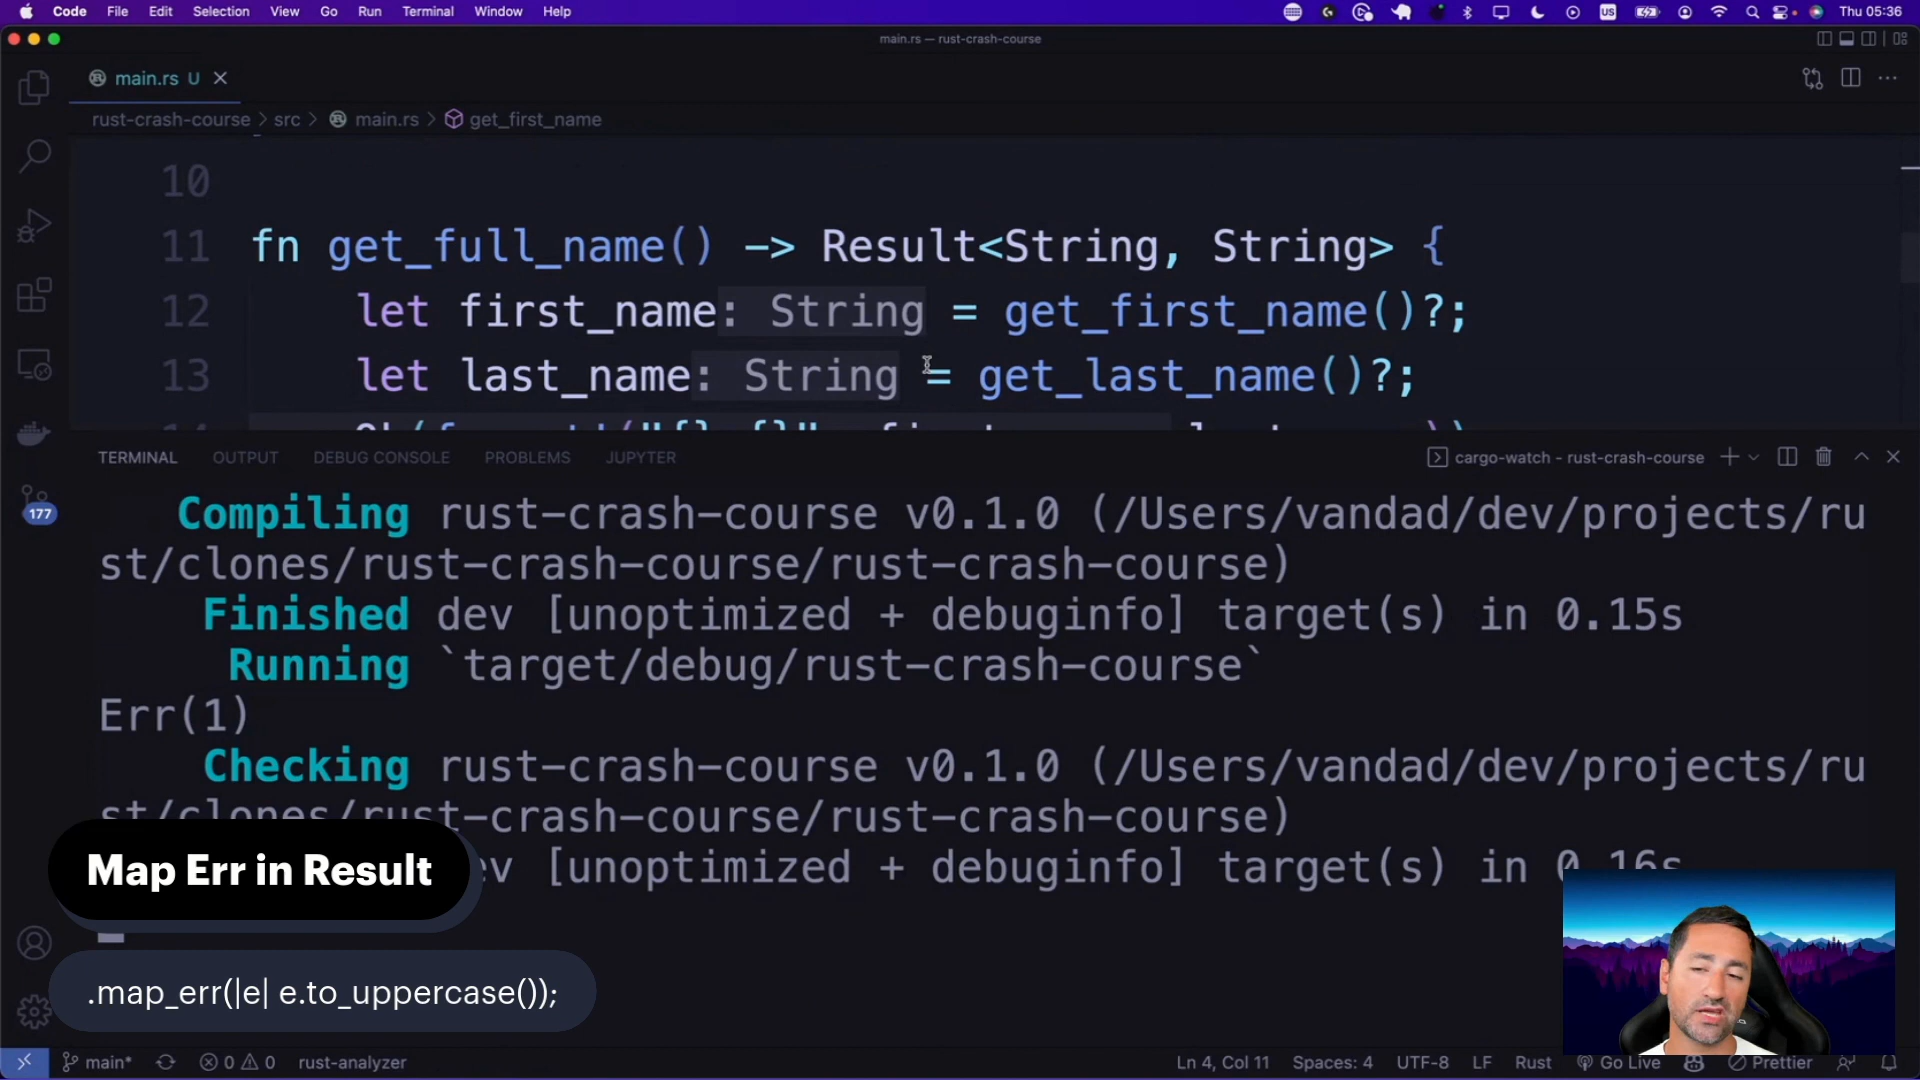 Code File Edit Selection View Go Run Terminal Window Help US Thu 05:36
main.rs — rust-crash-course
main.rs U
rust-crash-course > src > main.rs > get_first_name
10
11 fn get_full_name() -> Result<String, String> {
12 let first_name: String = get_first_name()?;
13 let last_name: String = get_last_name()?;
TERMINAL OUTPUT DEBUG CONSOLE PROBLEMS JUPYTER cargo-watch - rust-crash-course
177
Compiling rust-crash-course v0.1.0 (/Users/vandad/dev/projects/ru
st/clones/rust-crash-course/rust-crash-course)
Finished dev [unoptimized + debuginfo] target(s) in 0.15s
Running `target/debug/rust-crash-course`
Err(1)
Checking rust-crash-course v0.1.0 (/Users/vandad/dev/projects/ru
st/clones/rust-crash-course/rust-crash-course)
[unoptimized + debuginfo] target(s) in 0.16s
Map Err in Result
.map_err(|e| e.to_uppercase());
main* 0 0 rust-analyzer Ln 4, Col 11 Spaces: 4 UTF-8 LF Rust Go Live Prettier